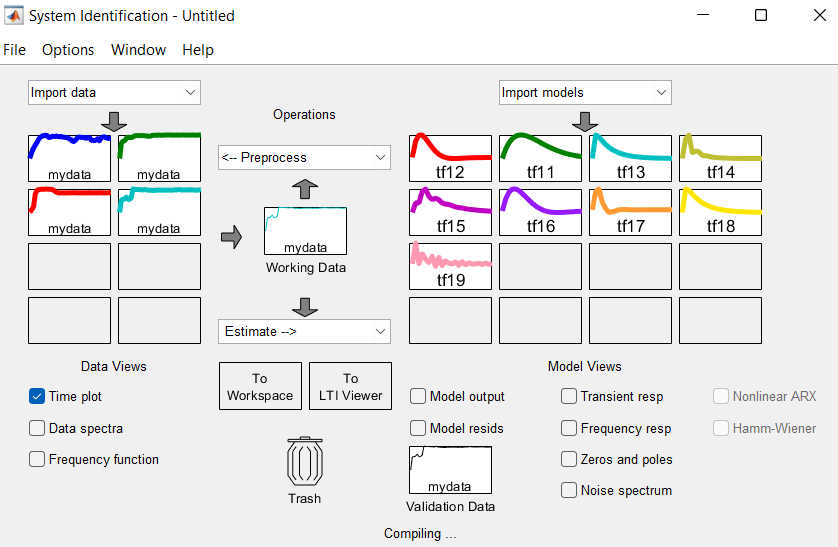 System Identification - Untitled
File Options Window Help
Import data
Import models
Operations
mydata
mydata
<-- Preprocess
tf12
tf11
tf13
tf14
mydata
mydata
mydata
tf15
tf16
tf17
tf18
Working Data
tf19
Estimate -->
Data Views
Model Views
To
Workspace
To
LTI Viewer
Time plot
Data spectra
Frequency function
Model output
Model resids
Transient resp
Frequency resp
Zeros and poles
Noise spectrum
Nonlinear ARX
Hamm-Wiener
Trash
mydata
Validation Data
Compiling ...